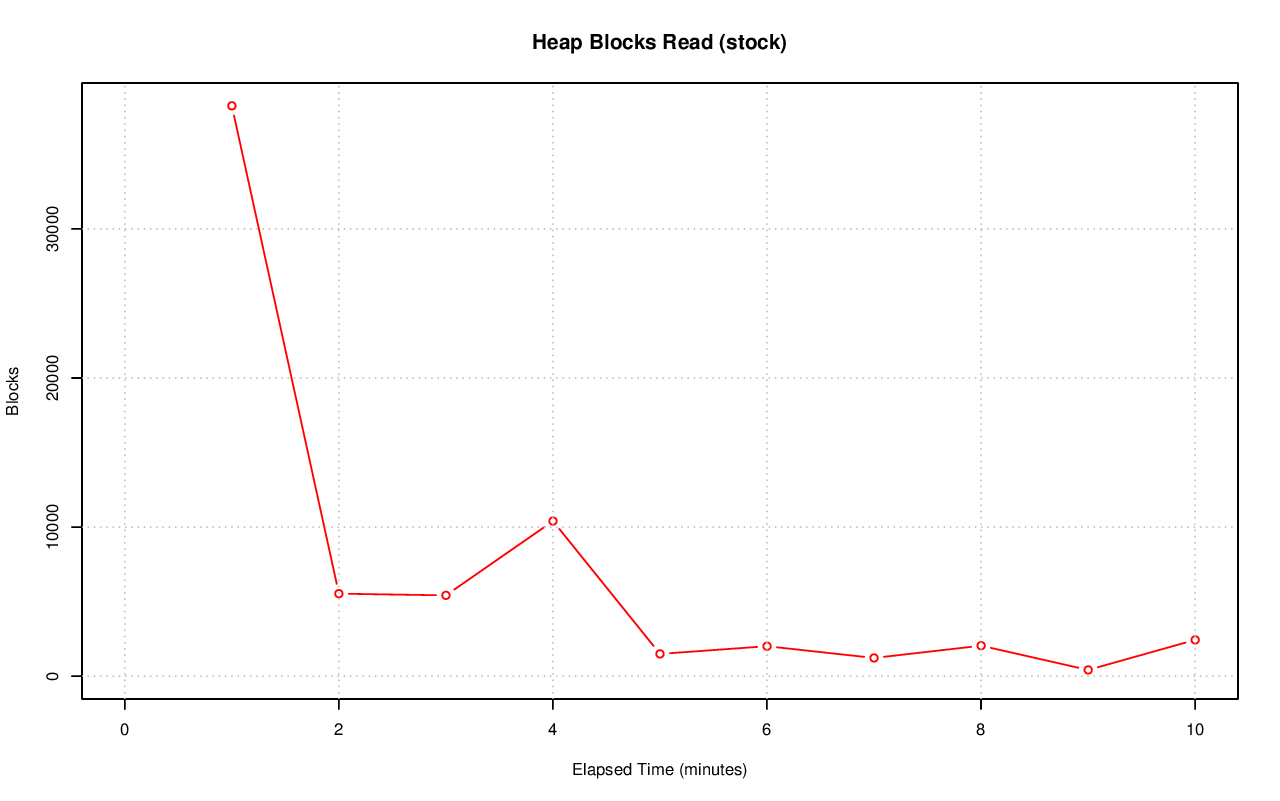 Heap Blocks Read (stock)
30000
20000
10000
0
Blocks
0 2 4 6 8 10
Elapsed Time (minutes)